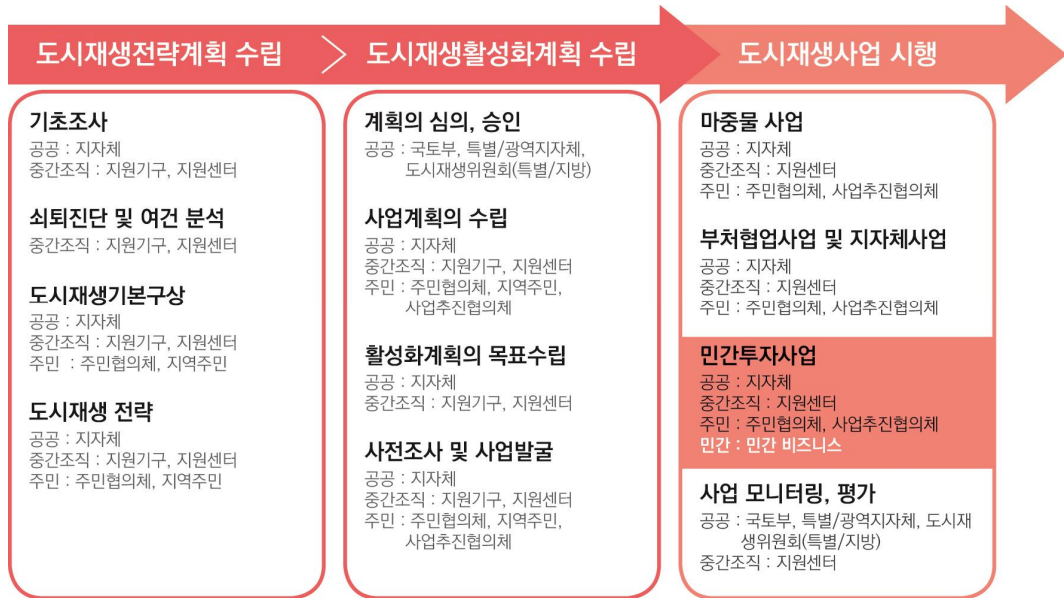 도시재생전략계획 수립
도시재생활성화계획 수립
도시재생사업 시행
기초조사
공공 : 지자체
중간조직 : 지원기구, 지원센터
쇠퇴진단 및 여건 분석
중간조직 : 지원기구, 지원센터
도시재생기본구상
공공 : 지자체
중간조직 : 지원기구, 지원센터
주민 : 주민협의체, 지역주민
도시재생 전략
공공 : 지자체
중간조직 : 지원기구, 지원센터
주민 : 주민협의체, 지역주민
계획의 심의, 승인
공공 : 국토부, 특별/광역지자체,
도시재생위원회(특별/지방)
사업계획의 수립
공공 : 지자체
중간조직 : 지원기구, 지원센터
주민 : 주민협의체, 지역주민,
사업추진협의체
활성화계획의 목표수립
공공 : 지자체
중간조직 : 지원기구, 지원센터
사전조사 및 사업발굴
공공 : 지자체
중간조직 : 지원기구, 지원센터
주민 : 주민협의체, 지역주민,
사업추진협의체
마중물 사업
공공 : 지자체
중간조직 : 지원센터
주민 : 주민협의체, 사업추진협의체
부처협업사업 및 지자체사업
공공 : 지자체
중간조직 : 지원센터
주민 : 주민협의체, 사업추진협의체
민간투자사업
공공 : 지자체
중간조직 : 지원센터
주민 : 주민협의체, 사업추진협의체
민간 : 민간 비즈니스
사업 모니터링, 평가
공공 : 국토부, 특별/광역지자체, 도시재
생위원회(특별/지방)
중간조직 : 지원센터